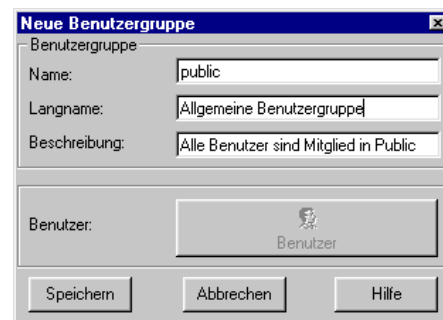 Neue Benutzergruppe
Benutzergruppe
Name: public
Langname: Allgemeine Benutzergruppe
Beschreibung: Alle Benutzer sind Mitglied in Public
Benutzer: Benutzer
Speichern Abbrechen Hilfe